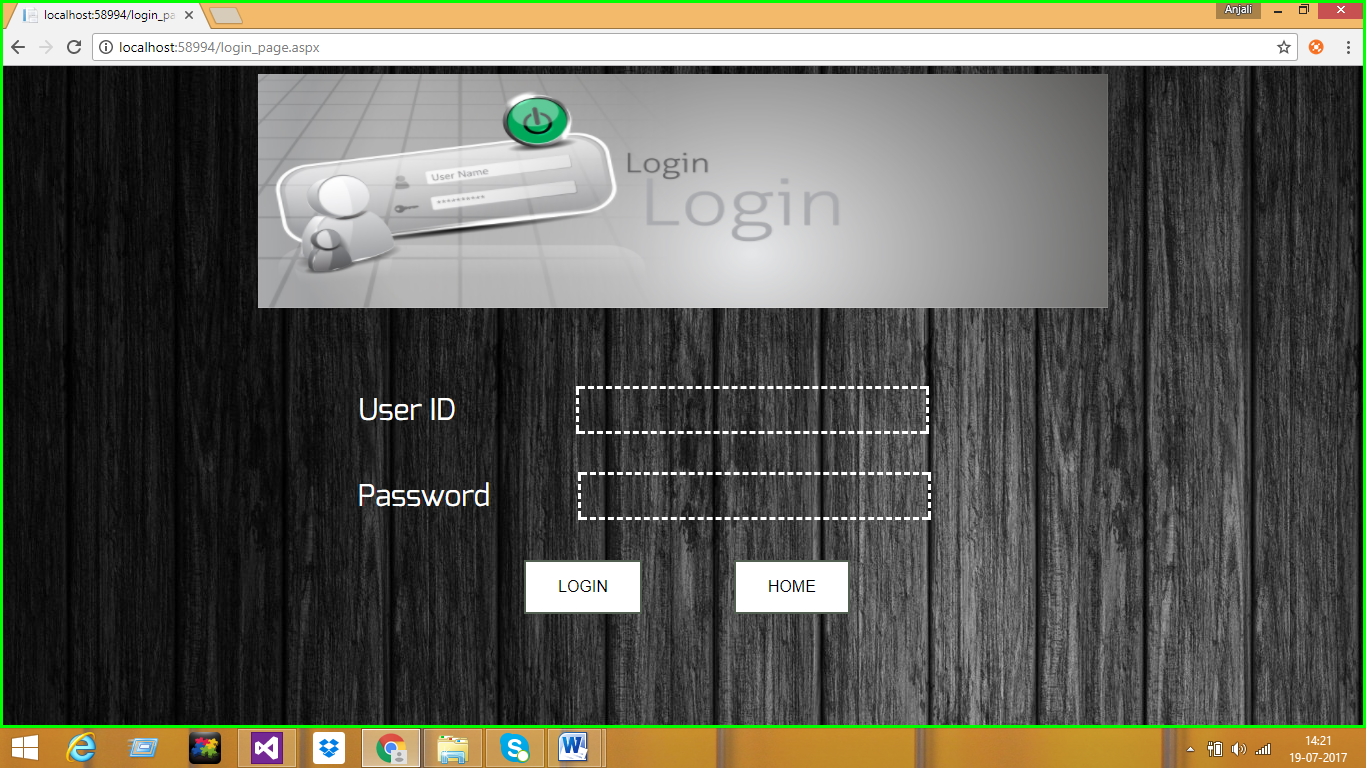 localhost:58994/login_pa
Anjali
localhost:58994/login_page.aspx
User Name
**********
Login
Login
User ID
Password
LOGIN
HOME
14:21
19-07-2017